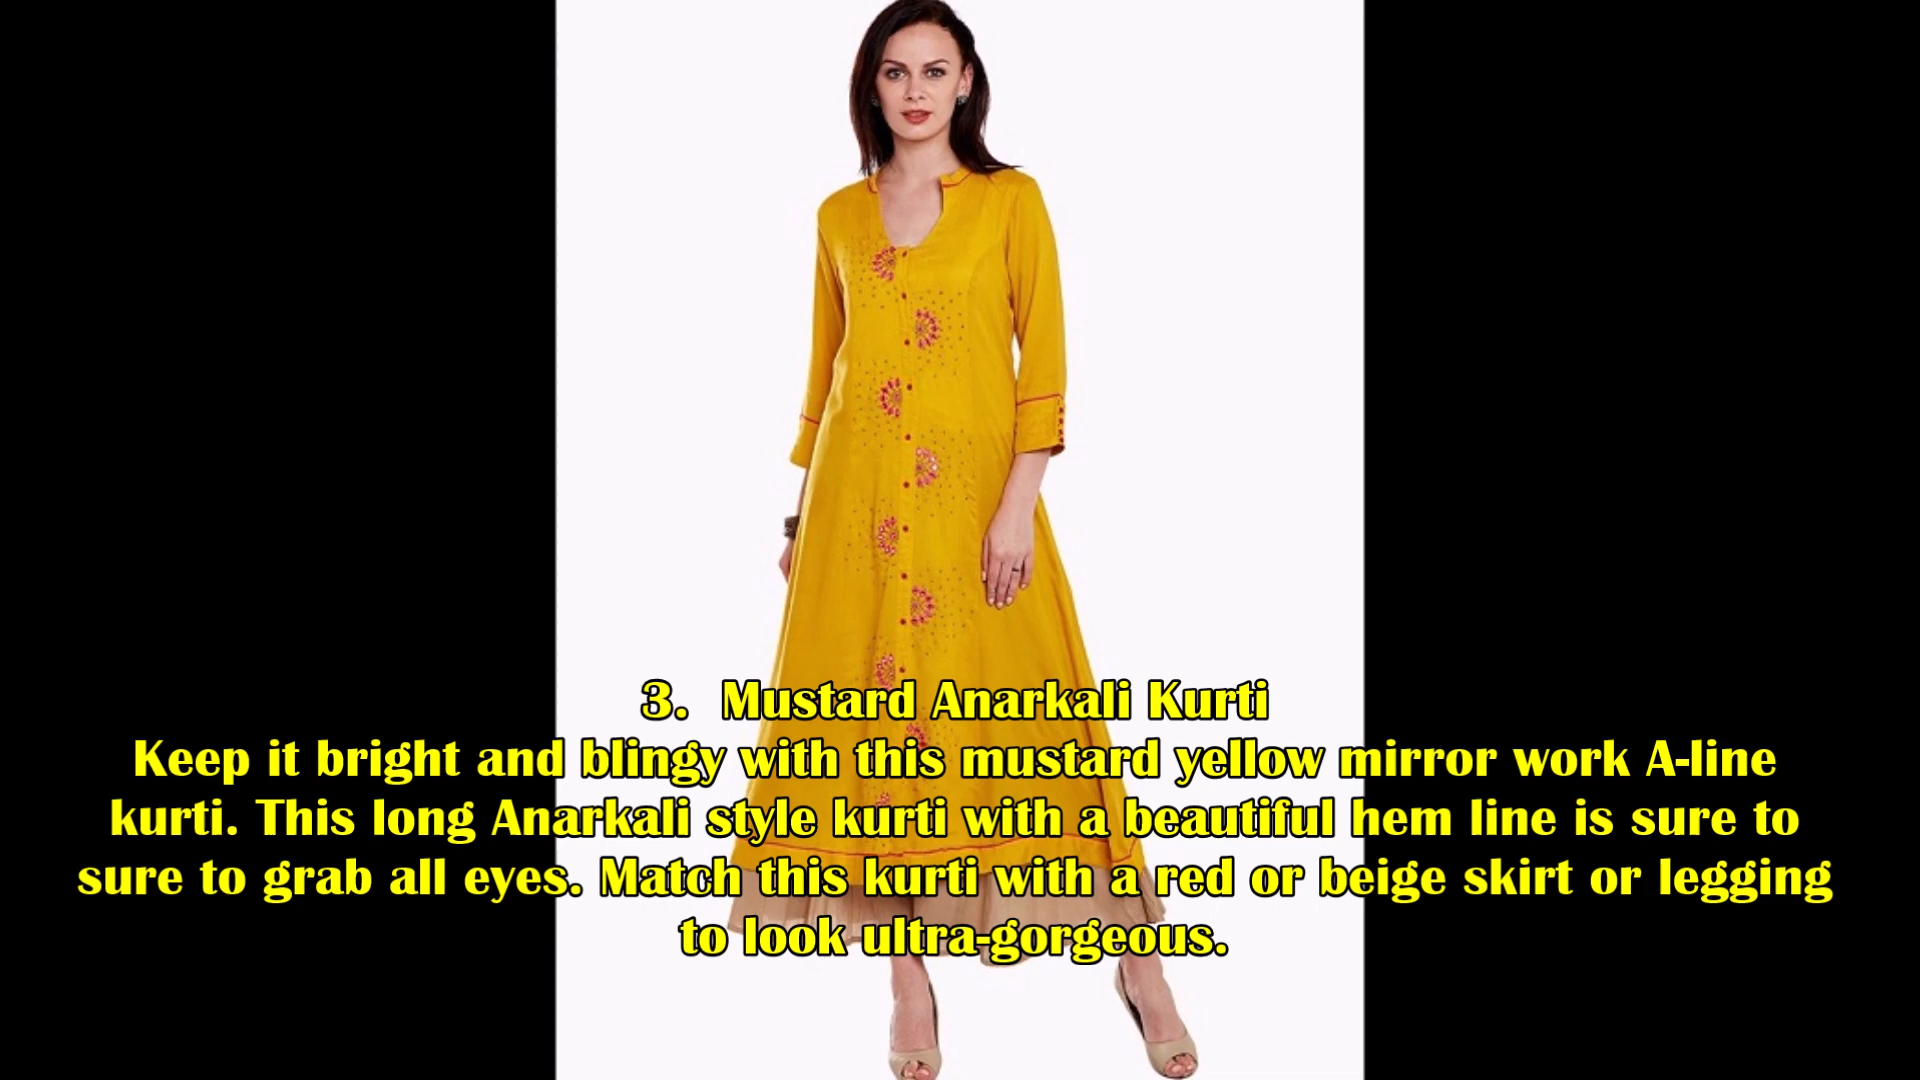 3. Mustard Anarkali Kurti
Keep it bright and blingy with this mustard yellow mirror work A-line
kurti. This long Anarkali style kurti with a beautiful hem line is sure to
sure to grab all eyes. Match this kurti with a red or beige skirt or legging
to look ultra-gorgeous.